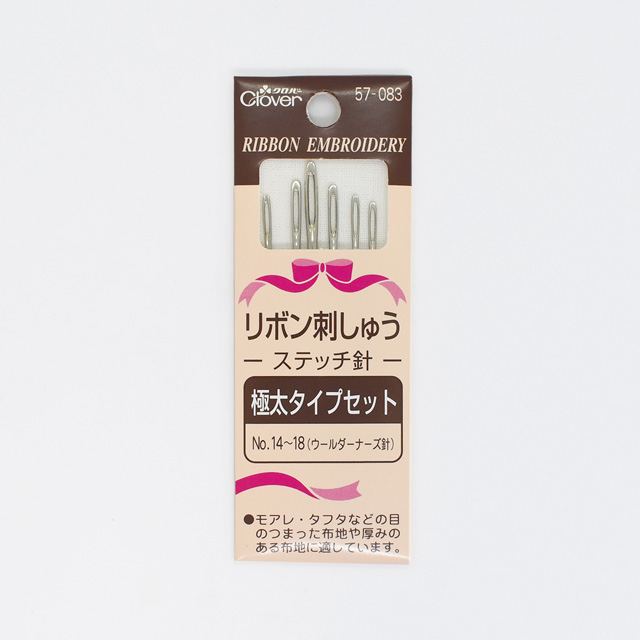 クロバー
Clover 57-083
RIBBON EMBROIDERY
リボン刺しゅう
— ステッチ針 —
極太タイプセット
No.14〜18(ウールダーナーズ針)
●モアレ・タフタなどの目
のつまった布地や厚みの
ある布地に適しています。